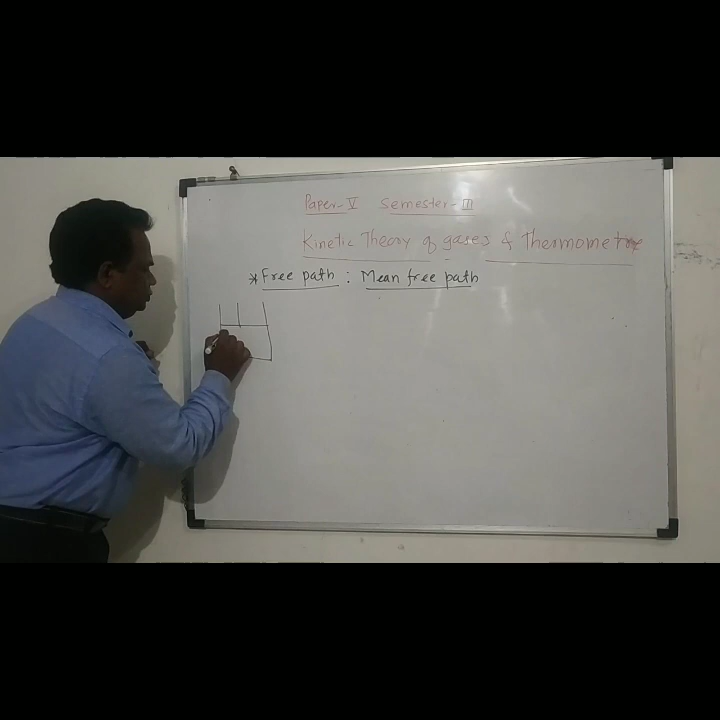 Paper-V Semester-III
Kinetic Theory of gases & Thermometry
* Free path : Mean free path